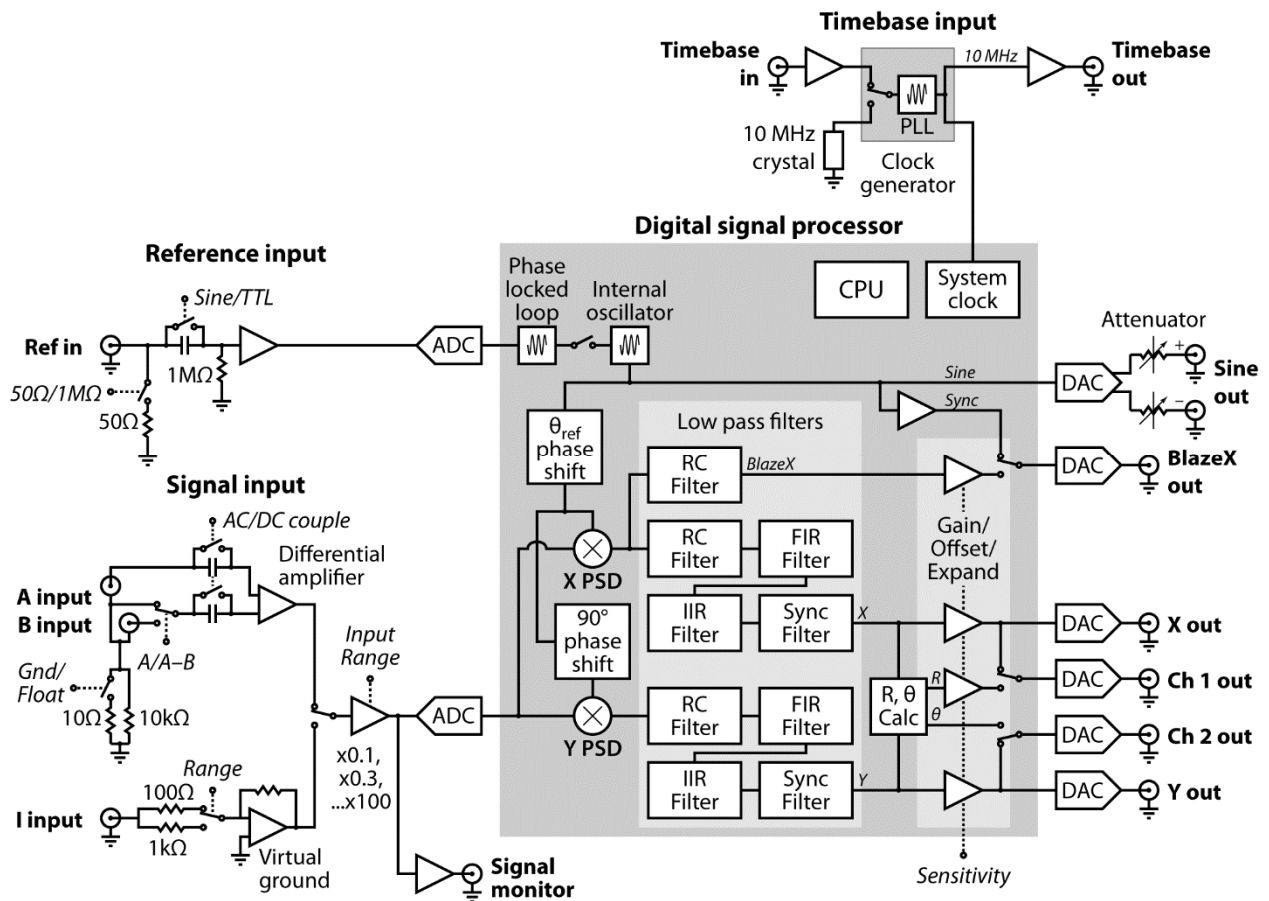 Timebase input
Timebase
in
10 MHz
Timebase
out
PLL
10 MHz
crystal
Clock
generator
Digital signal processor
Reference input
Sine/TTL
Ref in
1MΩ
50Ω/1MΩ
50Ω
ADC
Phase
locked
loop
Internal
oscillator
CPU
System
clock
Attenuator
+
−
Sine
out
DAC
Sine
Sync
θref
phase
shift
Low pass filters
RC
Filter
BlazeX
DAC
BlazeX
out
Signal input
AC/DC couple
Differential
amplifier
A input
B input
A/A–B
Gnd/
Float
10Ω
10kΩ
Input
Range
x0.1,
x0.3,
...x100
ADC
X PSD
90°
phase
shift
Y PSD
RC
Filter
FIR
Filter
IIR
Filter
Sync
Filter
X
Gain/
Offset/
Expand
RC
Filter
FIR
Filter
IIR
Filter
Sync
Filter
Y
R, θ
Calc
R
θ
DAC
X out
DAC
Ch 1 out
DAC
Ch 2 out
DAC
Y out
Sensitivity
I input
Range
100Ω
1kΩ
Virtual
ground
Signal
monitor